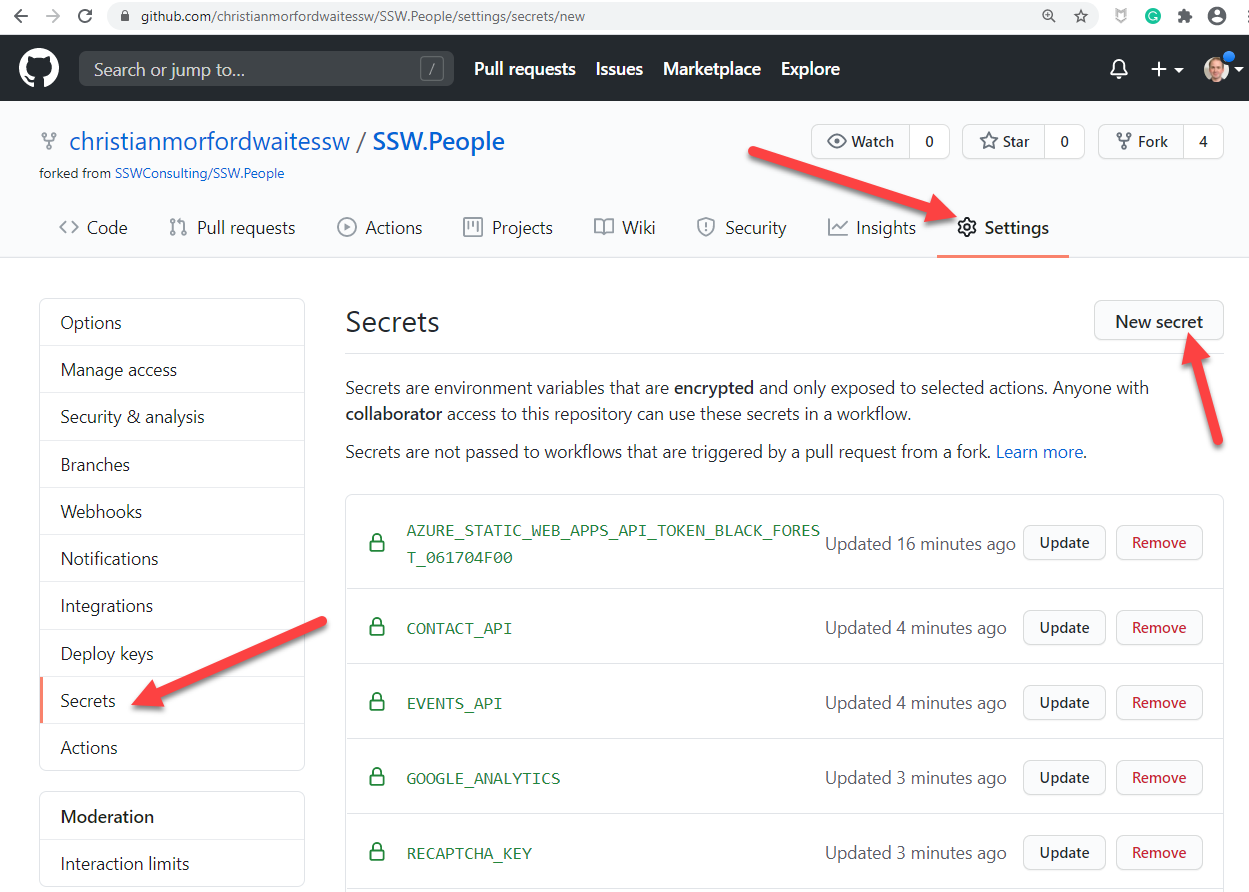 github.com/christianmorfordwaitessw/SSW.People/settings/secrets/new
Search or jump to... /
Pull requests Issues Marketplace Explore
christianmorfordwaitessw / SSW.People
Watch 0 Star 0 Fork 4
forked from SSWConsulting/SSW.People
Code Pull requests Actions Projects Wiki Security Insights Settings
Options
Manage access
Security & analysis
Branches
Webhooks
Notifications
Integrations
Deploy keys
Secrets
Actions
Moderation
Interaction limits
Secrets
New secret
Secrets are environment variables that are encrypted and only exposed to selected actions. Anyone with
collaborator access to this repository can use these secrets in a workflow.
Secrets are not passed to workflows that are triggered by a pull request from a fork. Learn more.
AZURE_STATIC_WEB_APPS_API_TOKEN_BLACK_FORES
T_061704F00
Updated 16 minutes ago Update Remove
CONTACT_API Updated 4 minutes ago Update Remove
EVENTS_API Updated 4 minutes ago Update Remove
GOOGLE_ANALYTICS Updated 3 minutes ago Update Remove
RECAPTCHA_KEY Updated 3 minutes ago Update Remove